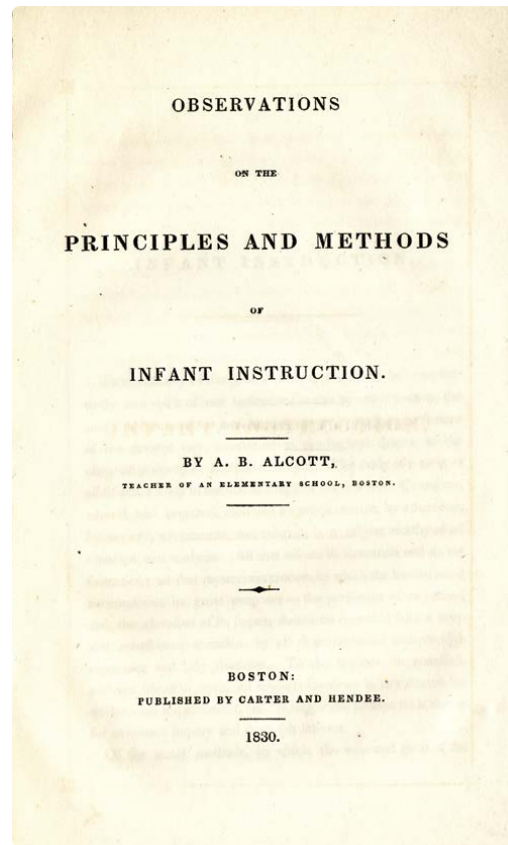 OBSERVATIONS
ON THE
PRINCIPLES AND METHODS
OF
INFANT INSTRUCTION.
BY A. B. ALCOTT,
TEACHER OF AN ELEMENTARY SCHOOL, BOSTON.
BOSTON:
PUBLISHED BY CARTER AND HENDEE.
1830.